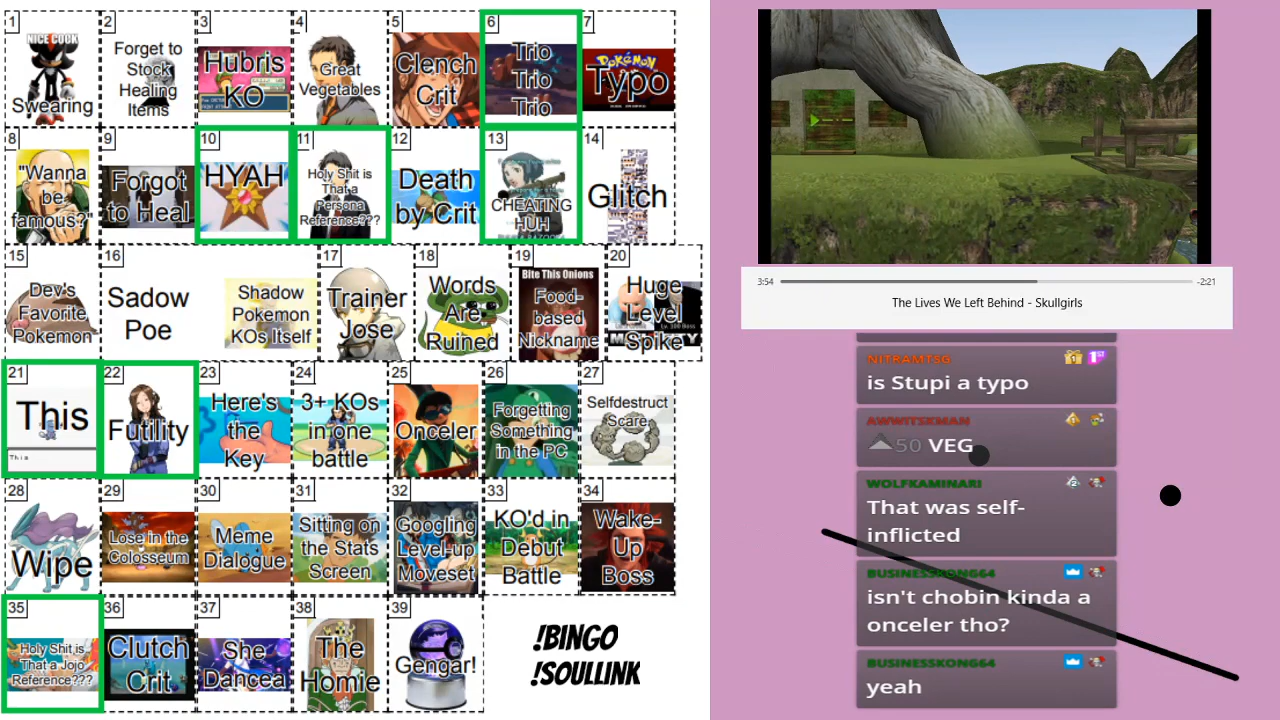 1
NICE COOK
Swearing
2
Forget to
Stock
Healing
Items
3
Hubris
KO
4
Great
Vegetables
5
Clench
Crit
6
Trio
Trio
Trio
7
POKéMON
Typo
8
"Wanna
be
famous?"
9
Forgot
to Heal
10
HYAH
11
Holy Shit is
That a
Persona
Reference???
12
Death
by Crit
13
CHEATING
HUH
14
Glitch
15
Dev's
Favorite
Pokemon
16
Sadow
Poe
Shadow
Pokemon
KOs Itself
17
Trainer
Jose
18
Words
Are
Ruined
19
Bite This Onions
Food-
based
Nickname
20
Huge
Level
Spike
21
This
This
22
Futility
23
Here's
the
Key
24
3+ KOs
in one
battle
25
Onceler
26
Forgetting
Something
in the PC
27
Selfdestruct
Scare
28
Wipe
29
Lose in the
Colosseum
30
Meme
Dialogue
31
Sitting on
the Stats
Screen
32
Googling
Level-up
Moveset
33
KO'd in
Debut
Battle
34
Wake-
Up
Boss
35
Holy Shit is
That a Jojo
Reference???
36
Clutch
Crit
37
She
Dancea
38
The
Homie
39
Gengar!
!BINGO
!SOULLINK
3:54
-2:21
The Lives We Left Behind - Skullgirls
NITRAMTSG
is Stupi a typo
AWWITSKMAN
50 VEG
WOLFKAMINARI
That was self-
inflicted
BUSINESSKONG64
isn't chobin kinda a
onceler tho?
BUSINESSKONG64
yeah